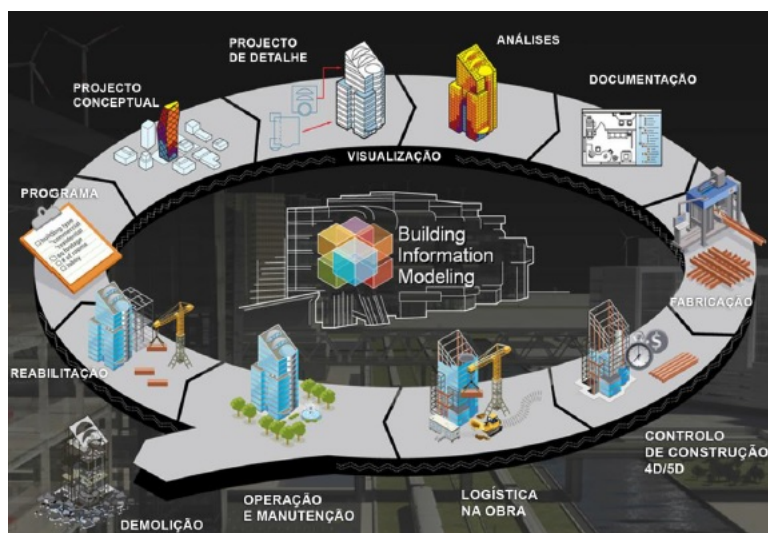 PROJECTO
DE DETALHE
ANÁLISES
PROJECTO
CONCEPTUAL
DOCUMENTAÇÃO
VISUALIZAÇÃO
PROGRAMA
Building
Information
Modeling
FABRICAÇÃO
REABILITAÇÃO
CONTROLO
DE CONSTRUÇÃO
4D/5D
LOGÍSTICA
NA OBRA
OPERAÇÃO
E MANUTENÇÃO
DEMOLIÇÃO